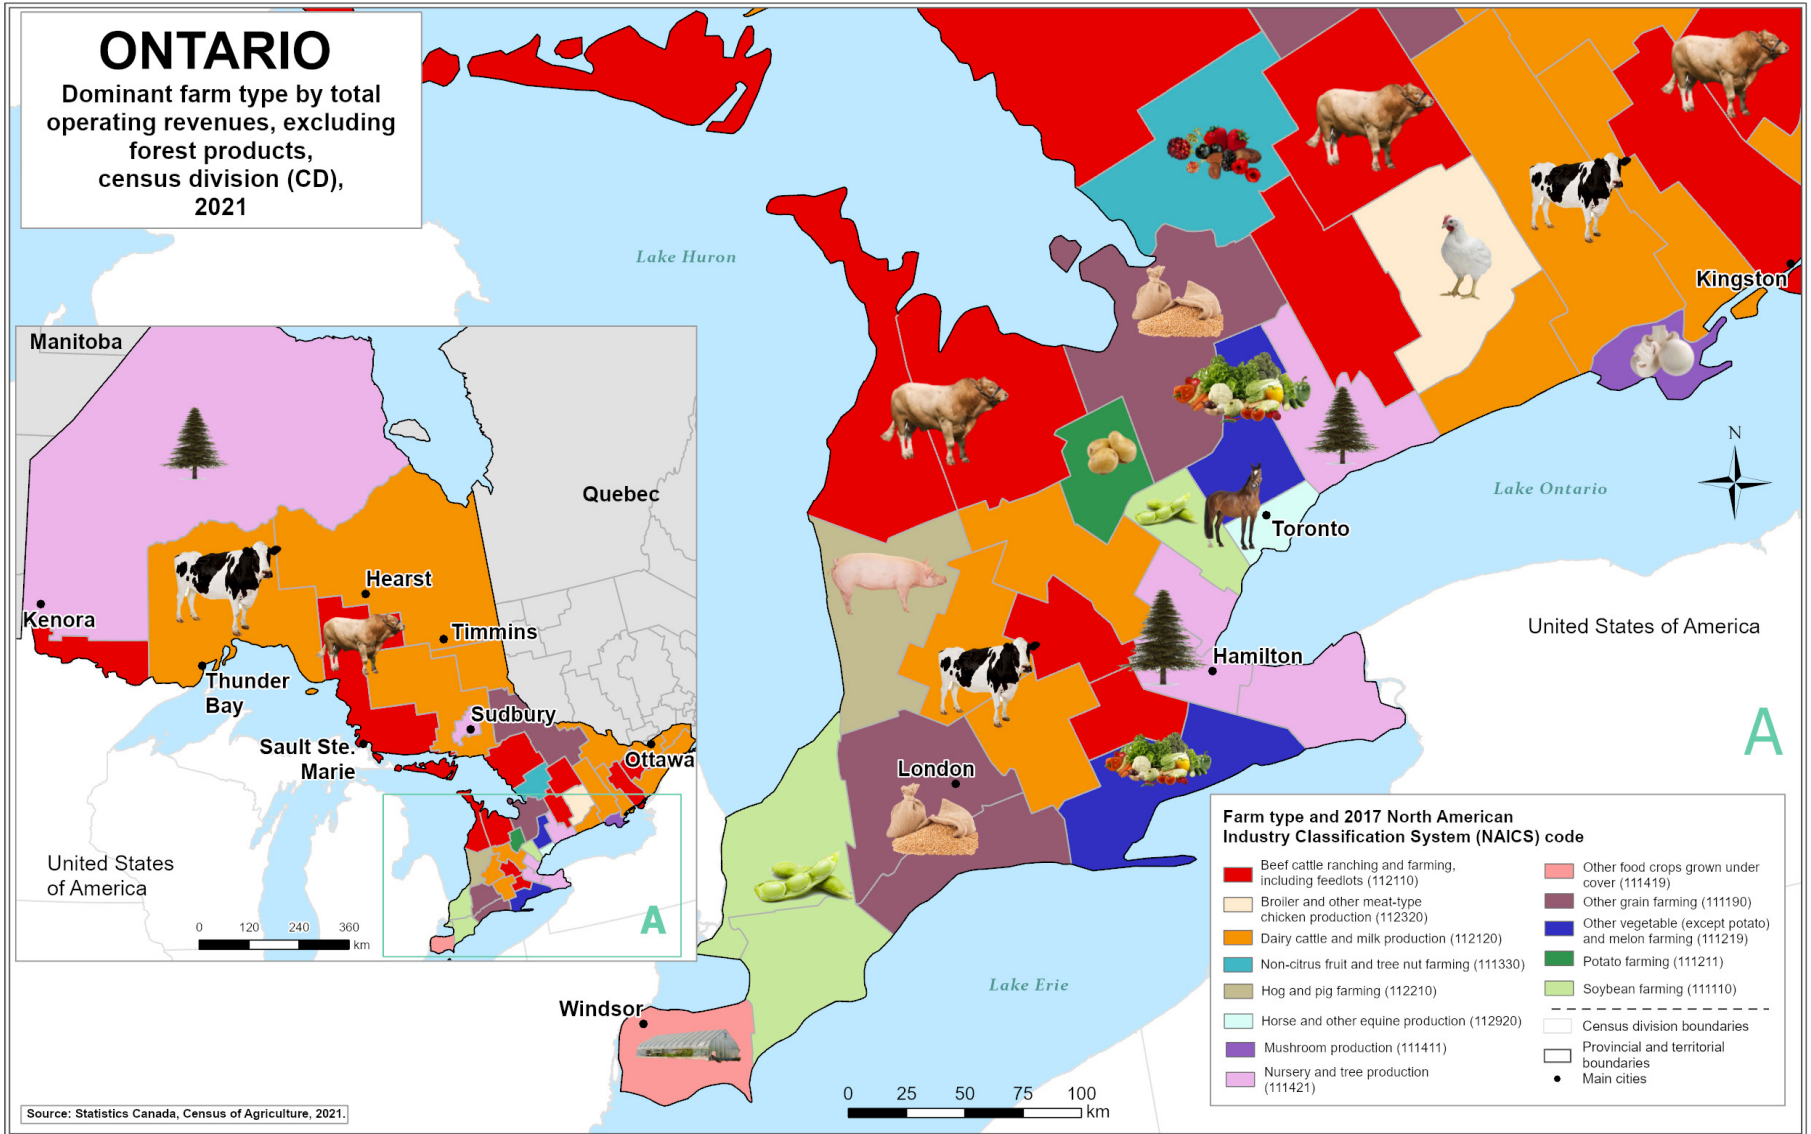 ONTARIO
Dominant farm type by total
operating revenues, excluding
forest products,
census division (CD),
2021
Lake Huron
Kingston
Manitoba
Quebec
Hearst
Kenora
Timmins
Thunder
Bay
Sudbury
Sault Ste.
Marie
Ottawa
United States
of America
0 120 240 360
km
A
N
Lake Ontario
Toronto
United States of America
Hamilton
A
London
Lake Erie
Windsor
0 25 50 75 100
km
Farm type and 2017 North American
Industry Classification System (NAICS) code
Beef cattle ranching and farming,
including feedlots (112110)
Broiler and other meat-type
chicken production (112320)
Dairy cattle and milk production (112120)
Non-citrus fruit and tree nut farming (111330)
Hog and pig farming (112210)
Horse and other equine production (112920)
Mushroom production (111411)
Nursery and tree production
(111421)
Other food crops grown under
cover (111419)
Other grain farming (111190)
Other vegetable (except potato)
and melon farming (111219)
Potato farming (111211)
Soybean farming (111110)
Census division boundaries
Provincial and territorial
boundaries
Main cities
Source: Statistics Canada, Census of Agriculture, 2021.